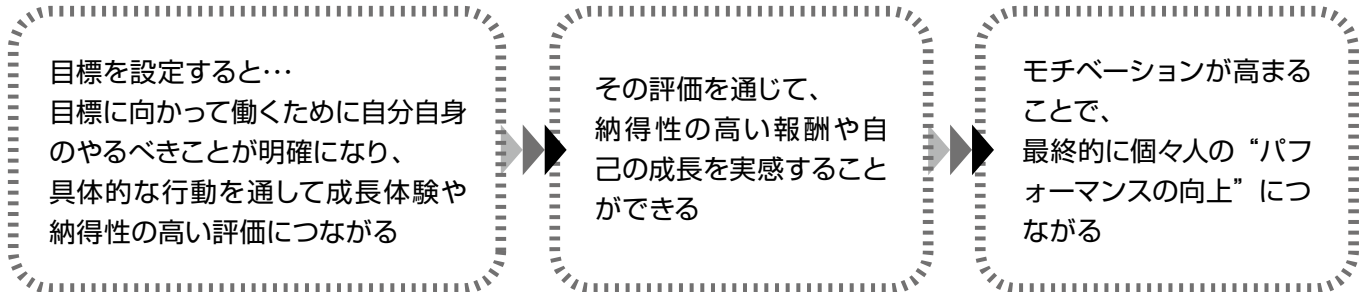 目標を設定すると…
目標に向かって働くために自分自身
のやるべきことが明確になり、
具体的な行動を通して成長体験や
納得性の高い評価につながる
その評価を通じて、
納得性の高い報酬や自
己の成長を実感すること
ができる
モチベーションが高まる
ことで、
最終的に個々人の“パフ
ォーマンスの向上”につ
ながる